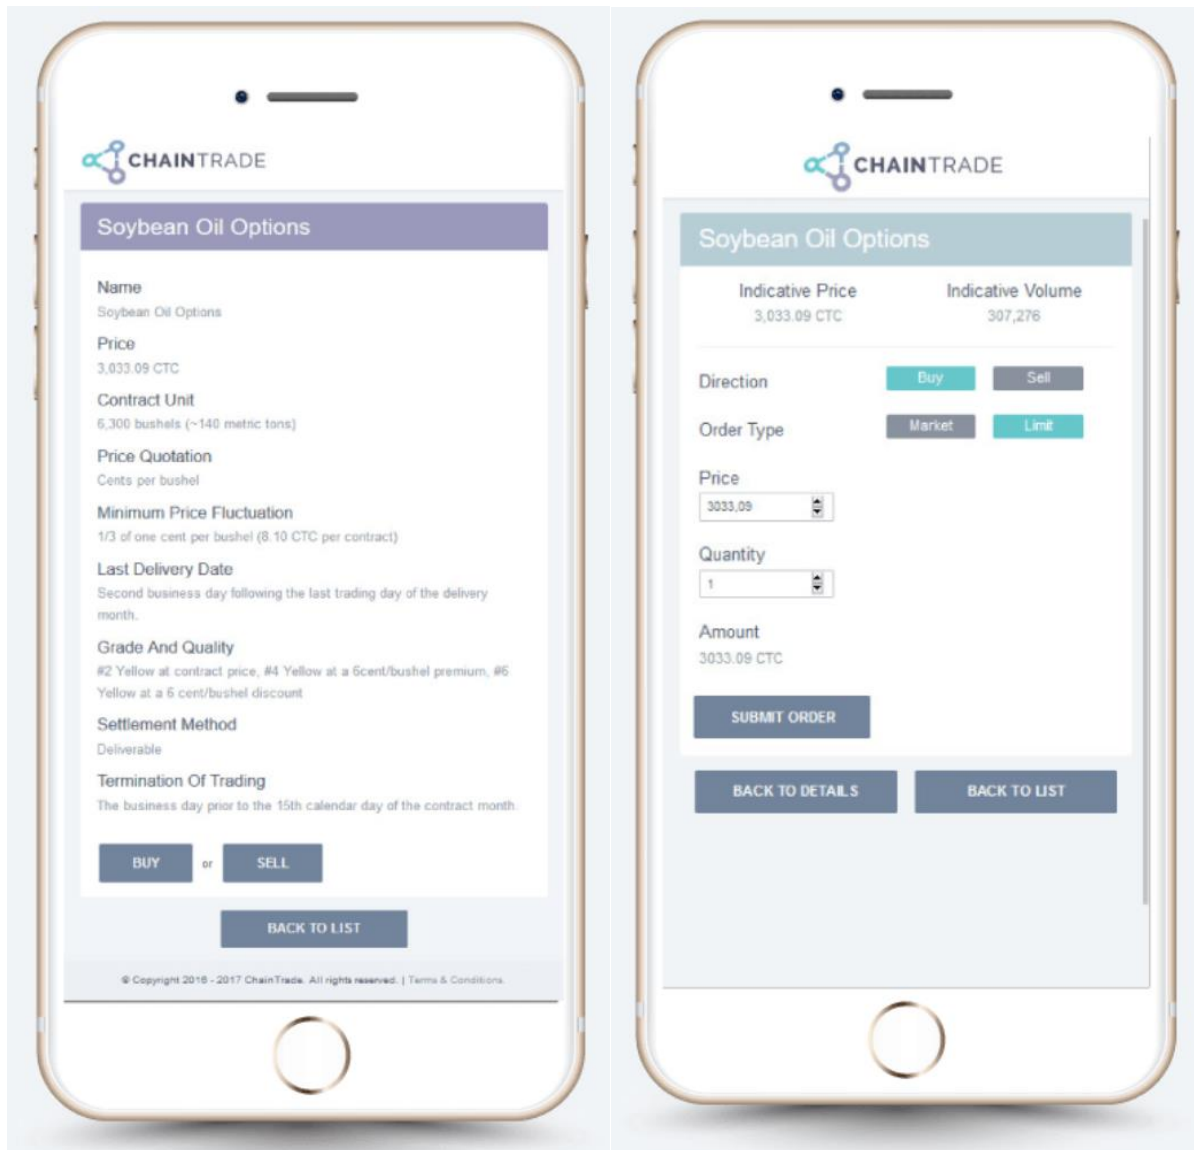 CHAINTRADE
Soybean Oil Options
Name
Soybean Oil Options
Price
3,033.09 CTC
Contract Unit
6,300 bushels (~140 metric tons)
Price Quotation
Cents per bushel
Minimum Price Fluctuation
1/3 of one cent per bushel (8.10 CTC per contract)
Last Delivery Date
Second business day following the last trading day of the delivery
month.
Grade And Quality
#2 Yellow at contract price, #4 Yellow at a 6cent/bushel premium, #6
Yellow at a 6 cent/bushel discount
Settlement Method
Deliverable
Termination Of Trading
The business day prior to the 15th calendar day of the contract month
BUY or SELL
BACK TO LIST
© Copyright 2016 - 2017 ChainTrade. All rights reserved. | Terms & Conditions.
CHAINTRADE
Soybean Oil Options
Indicative Price Indicative Volume
3,033.09 CTC 307,276
Direction Buy Sell
Order Type Market Limit
Price
3033,09
Quantity
1
Amount
3033.09 CTC
SUBMIT ORDER
BACK TO DETAILS BACK TO LIST